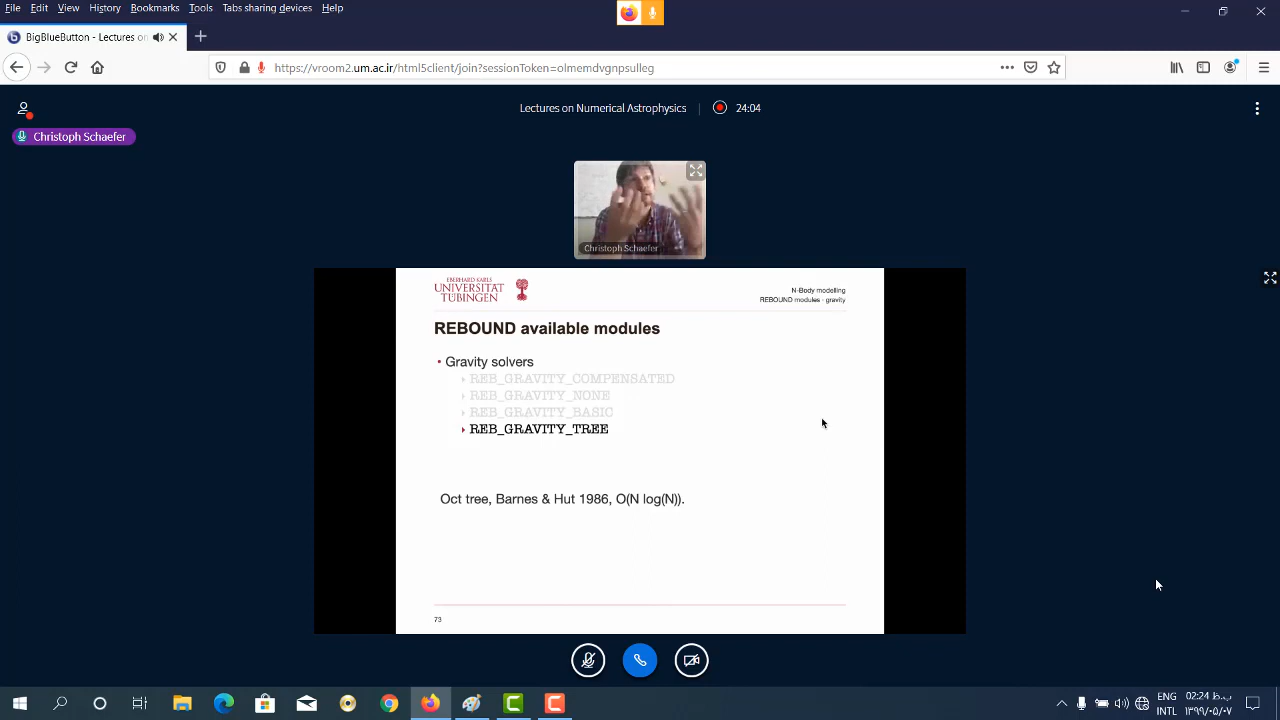 File Edit View History Bookmarks Tools Tabs sharing devices Help
BigBlueButton - Lectures on
https://vroom2.um.ac.ir/html5client/join?sessionToken=olmemdvgnpsulleg
Lectures on Numerical Astrophysics
24:04
Christoph Schaefer
Christoph Schaefer
EBERHARD KARLS
UNIVERSITÄT
TÜBINGEN
N-Body modelling
REBOUND modules - gravity
REBOUND available modules
• Gravity solvers
REB_GRAVITY_COMPENSATED
REB_GRAVITY_NONE
REB_GRAVITY_BASIC
REB_GRAVITY_TREE
Oct tree, Barnes & Hut 1986, O(N log(N)).
73
ENG
INTL
02:24 ب.ظ
۱۳۹۹/۰۵/۰۷